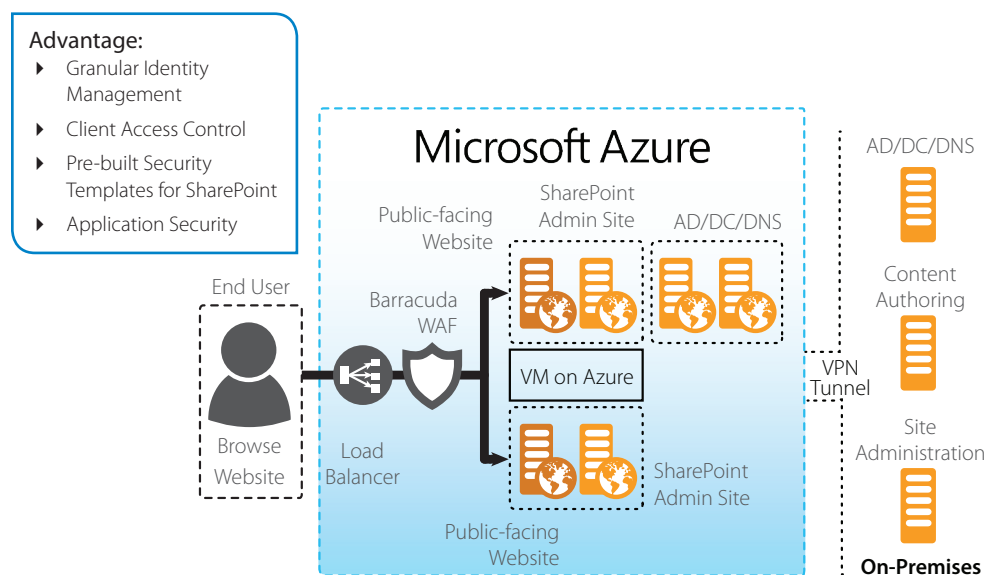 Advantage:
Granular Identity
Management
Client Access Control
Pre-built Security
Templates for SharePoint
Application Security
Microsoft Azure
End User
Browse
Website
Load
Balancer
Barracuda
WAF
Public-facing
Website
SharePoint
Admin Site
AD/DC/DNS
VM on Azure
SharePoint
Admin Site
Public-facing
Website
VPN
Tunnel
AD/DC/DNS
Content
Authoring
Site
Administration
On-Premises